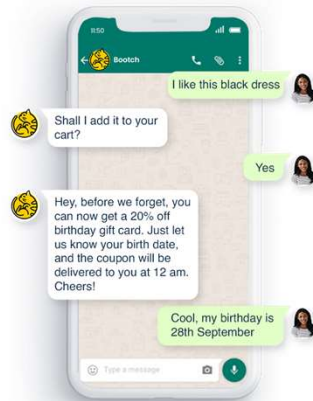 11:50
Bootch
I like this black dress
Shall I add it to your
cart?
Yes
Hey, before we forget, you
can now get a 20% off
birthday gift card. Just let
us know your birth date,
and the coupon will be
delivered to you at 12 am.
Cheers!
Cool, my birthday is
28th September
Type a message